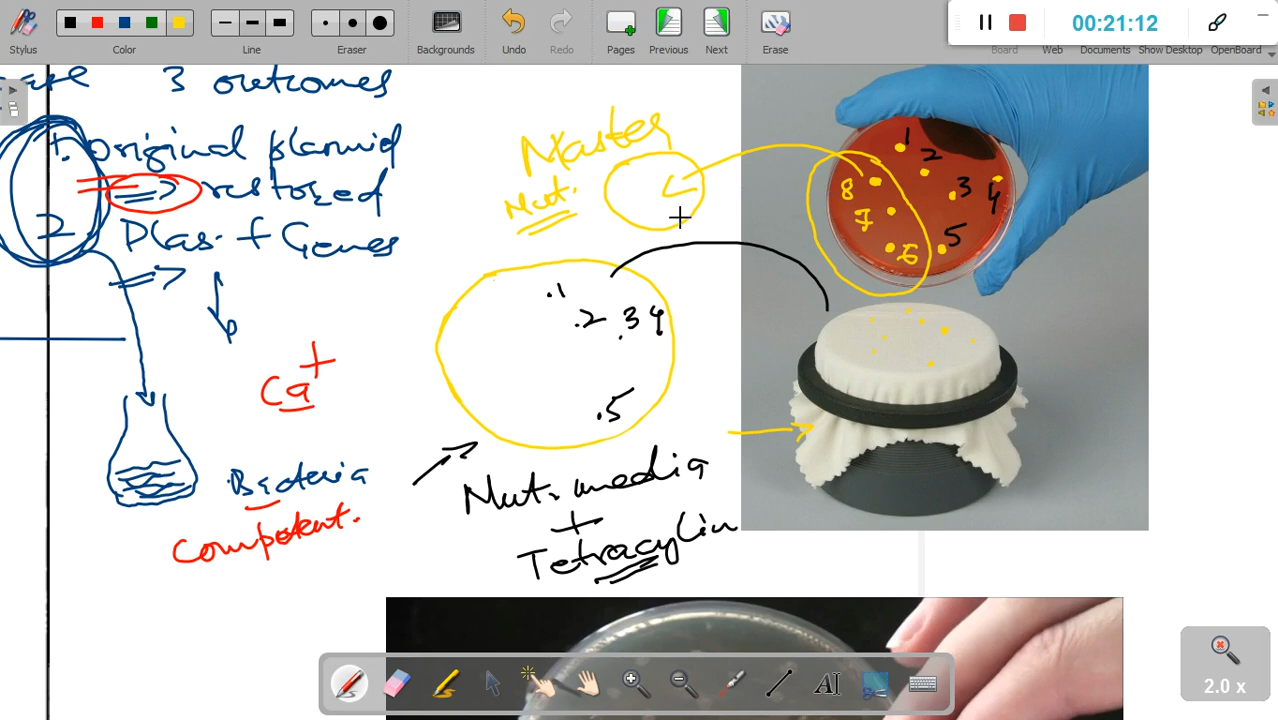 Stylus
Color
Line
Eraser
Backgrounds
Undo
Redo
Pages
Previous
Next
Erase
00:21:12
Board
Web
Documents
Show Desktop
OpenBoard
3 outcomes
1. original plasmid
=> restored
2 Plas. + Genes
=>
Ca+
Bacteria
Competent.
Master
Nut.
.1
.2 .3 4
.5
Nut. media
+
Tetracylin
1
2
3
4
5
6
7
8
2.0 x